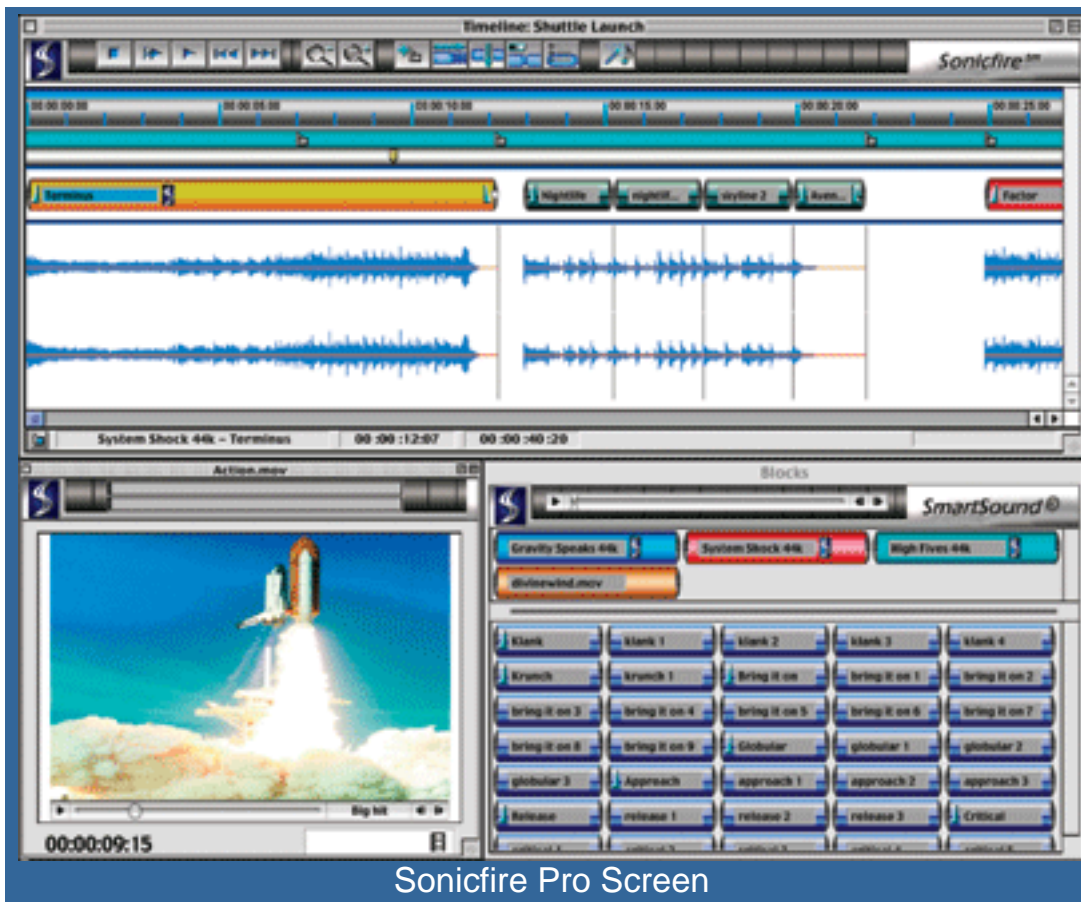 Timeline: Shuttle Launch
Sonicfire™
00:00:00:00 00:00:05:00 00:00:10:00 00:00:15:00 00:00:20:00 00:00:25:00
Terminus Nightlife nightlif... skyline 2 Aven... Factor
System Shock 44k – Terminus 00:00:12:07 00:00:40:20
Action.mov
Big hit
00:00:09:15
Blocks
SmartSound®
Gravity Speaks 44k System Shock 44k High Fives 44k
divinewind.mov
Klank klank 1 klank 2 klank 3 klank 4
Krunch krunch 1 Bring it on bring it on 1 bring it on 2
bring it on 3 bring it on 4 bring it on 5 bring it on 6 bring it on 7
bring it on 8 bring it on 9 Globular globular 1 globular 2
globular 3 Approach approach 1 approach 2 approach 3
Release release 1 release 2 release 3 Critical
Sonicfire Pro Screen